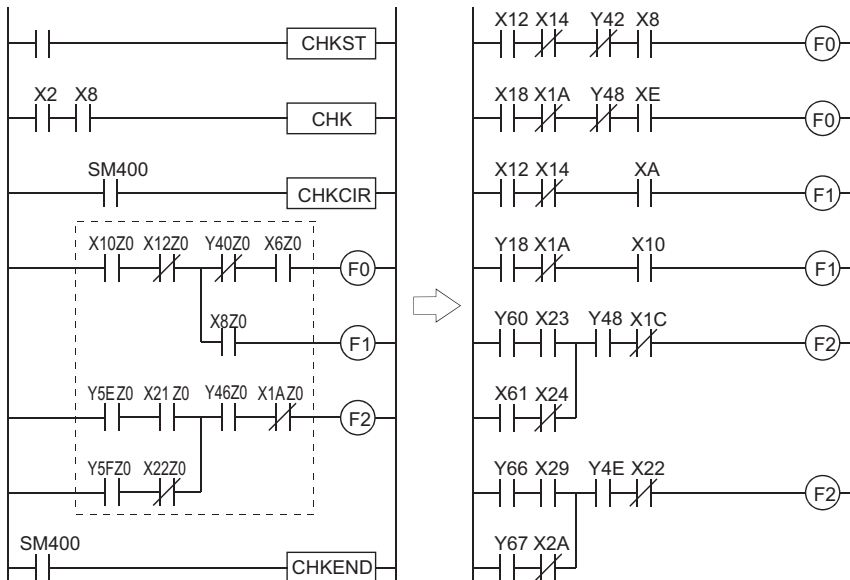 CHKST
X2 X8
CHK
SM400
CHKCIR
X10Z0 X12Z0 Y40Z0 X6Z0
F0
X8Z0
F1
Y5EZ0 X21Z0 Y46Z0 X1AZ0
F2
Y5FZ0 X22Z0
SM400
CHKEND
X12 X14 Y42 X8
F0
X18 X1A Y48 XE
F0
X12 X14 XA
F1
Y18 X1A X10
F1
Y60 X23 Y48 X1C
F2
X61 X24
Y66 X29 Y4E X22
F2
Y67 X2A